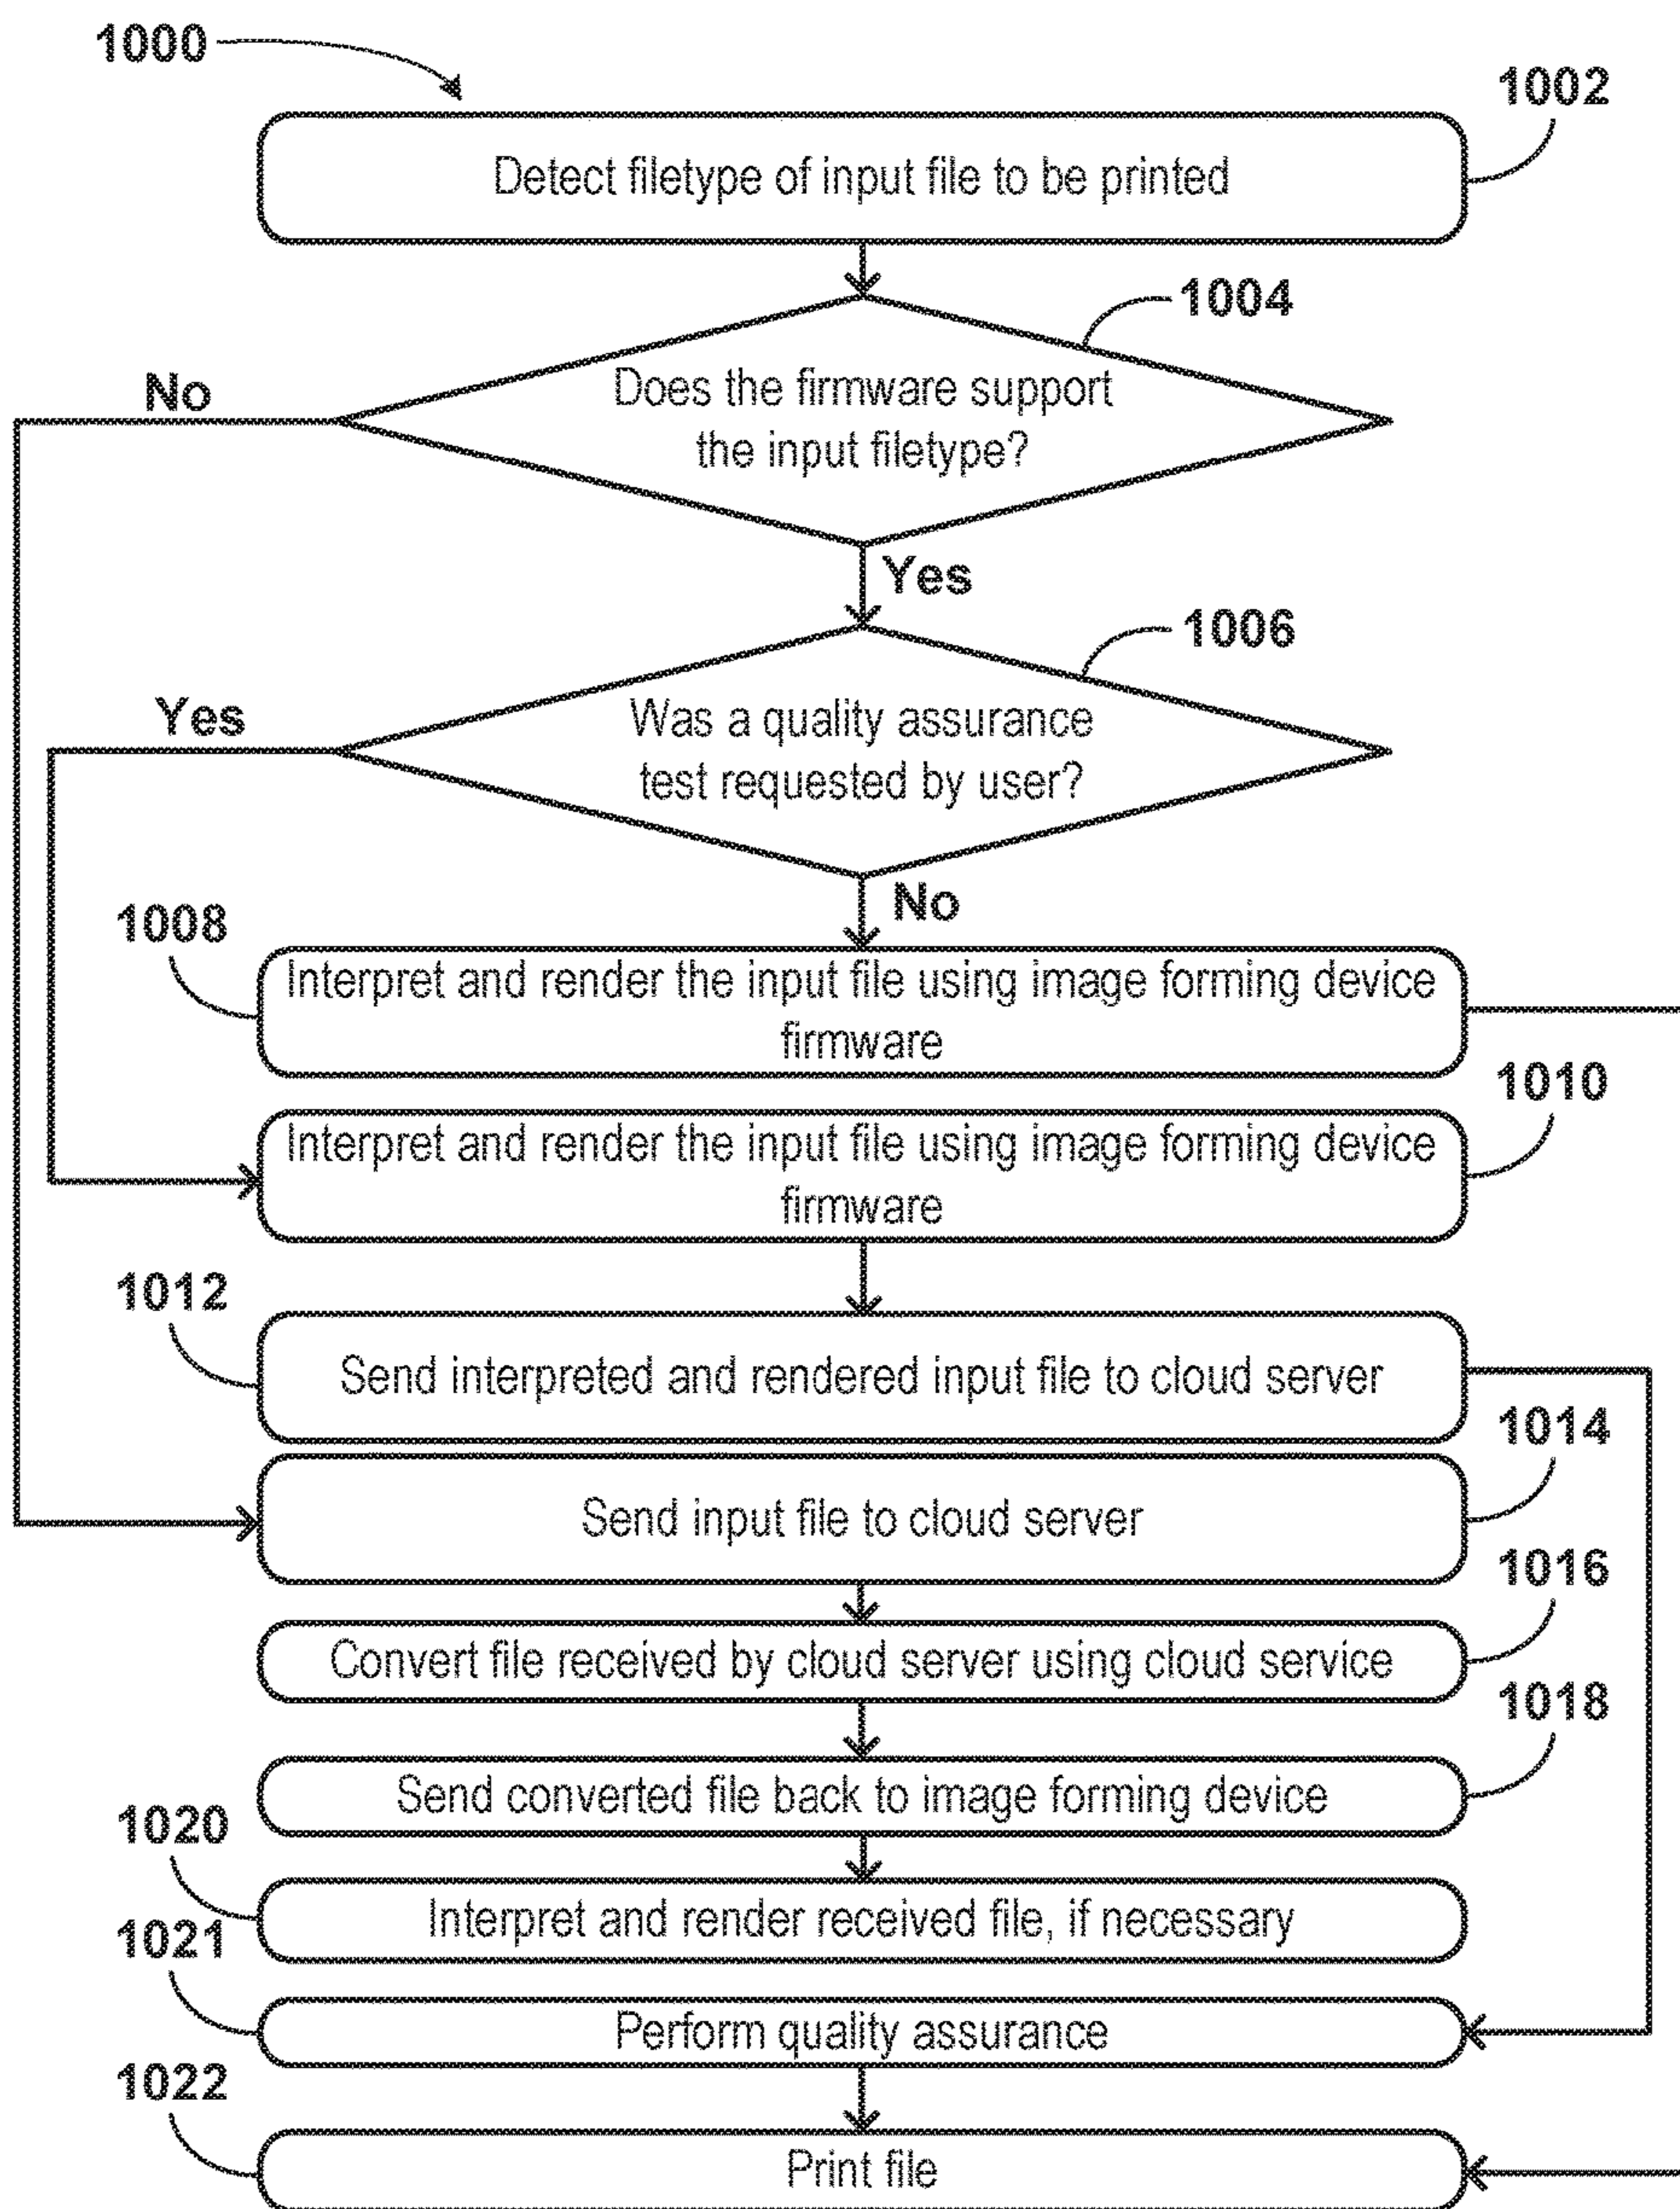 1000
1002
Detect filetype of input file to be printed
1004
No
Does the firmware support
the input filetype?
Yes
1006
Yes
Was a quality assurance
test requested by user?
No
1008
Interpret and render the input file using image forming device
firmware
1010
Interpret and render the input file using image forming device
firmware
1012
Send interpreted and rendered input file to cloud server
1014
Send input file to cloud server
1016
Convert file received by cloud server using cloud service
1018
Send converted file back to image forming device
1020
Interpret and render received file, if necessary
1021
Perform quality assurance
1022
Print file